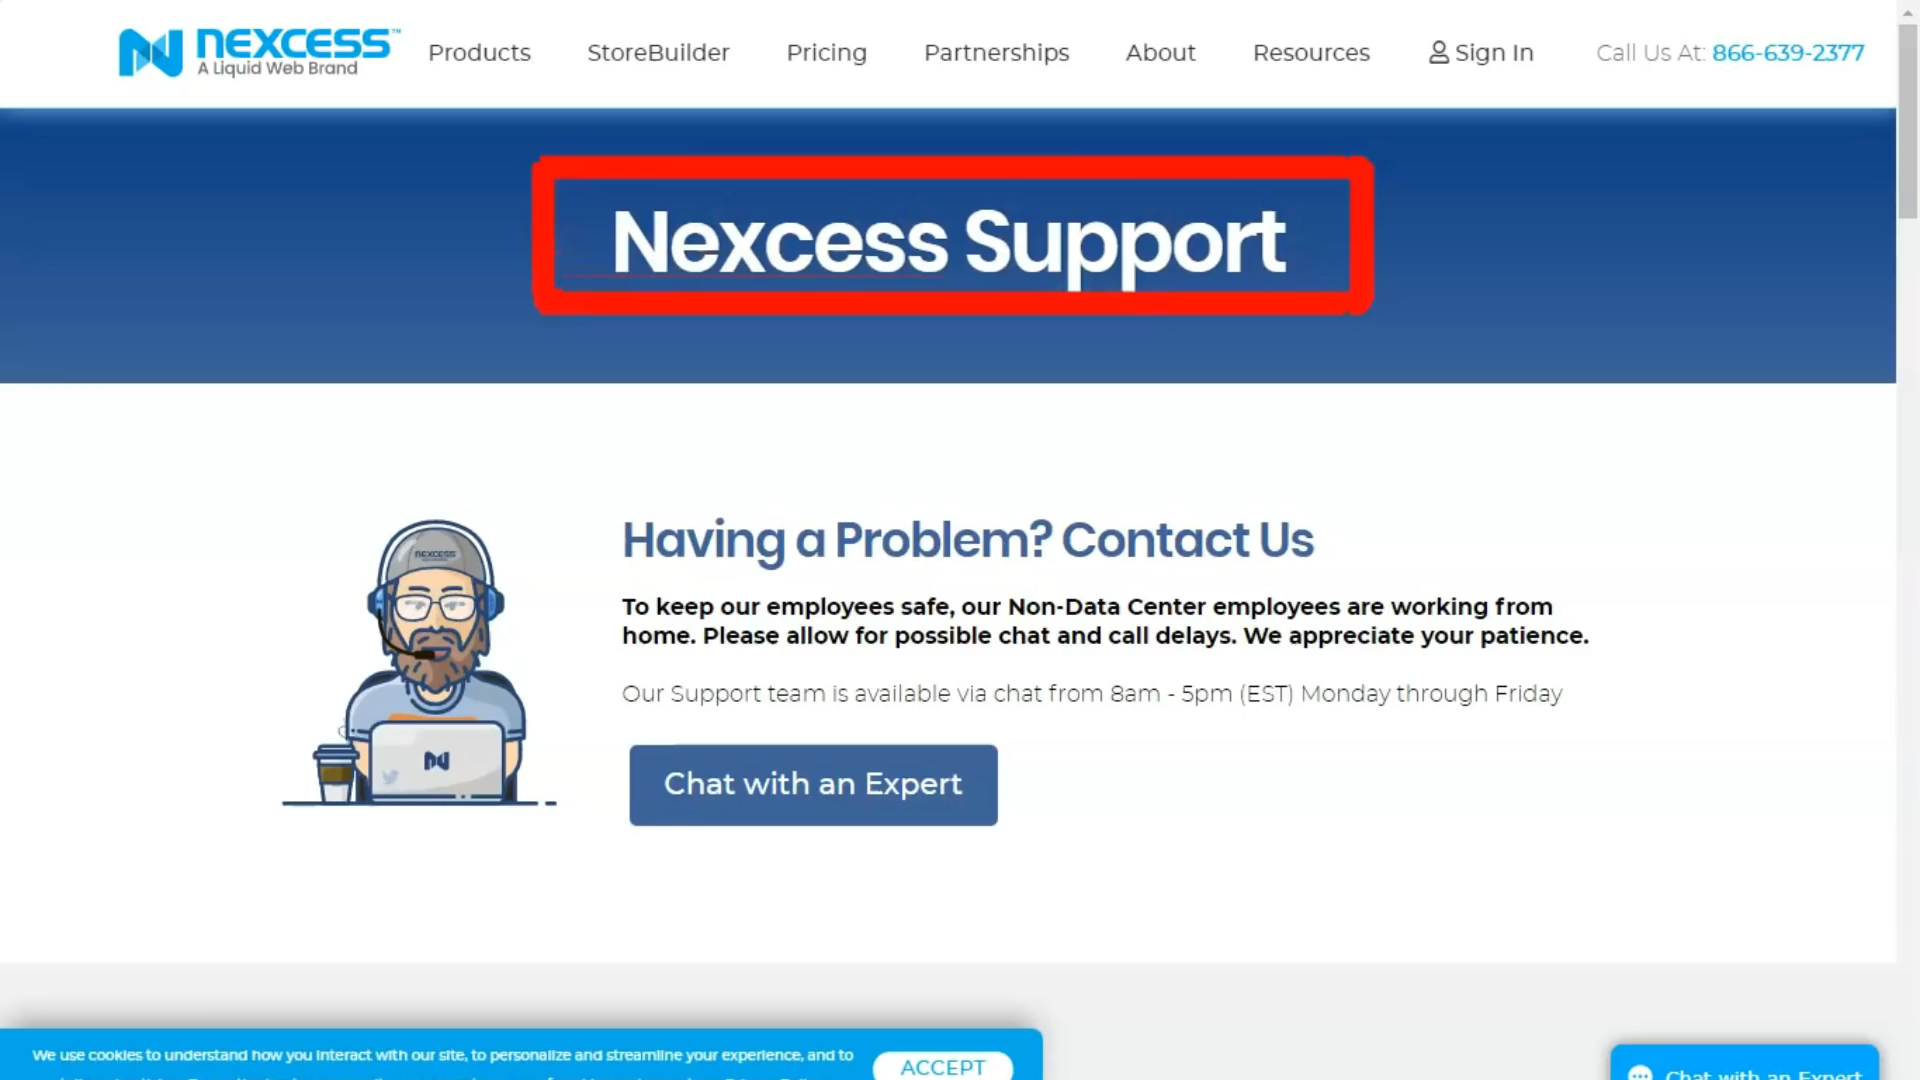 NEXCESS™
A Liquid Web Brand
Products
StoreBuilder
Pricing
Partnerships
About
Resources
Sign In
Call Us At: 866-639-2377
Nexcess Support
NEXCESS
Having a Problem? Contact Us
To keep our employees safe, our Non-Data Center employees are working from
home. Please allow for possible chat and call delays. We appreciate your patience.
Our Support team is available via chat from 8am - 5pm (EST) Monday through Friday
Chat with an Expert
We use cookies to understand how you interact with our site, to personalize and streamline your experience, and to
ACCEPT
Chat with an Expert